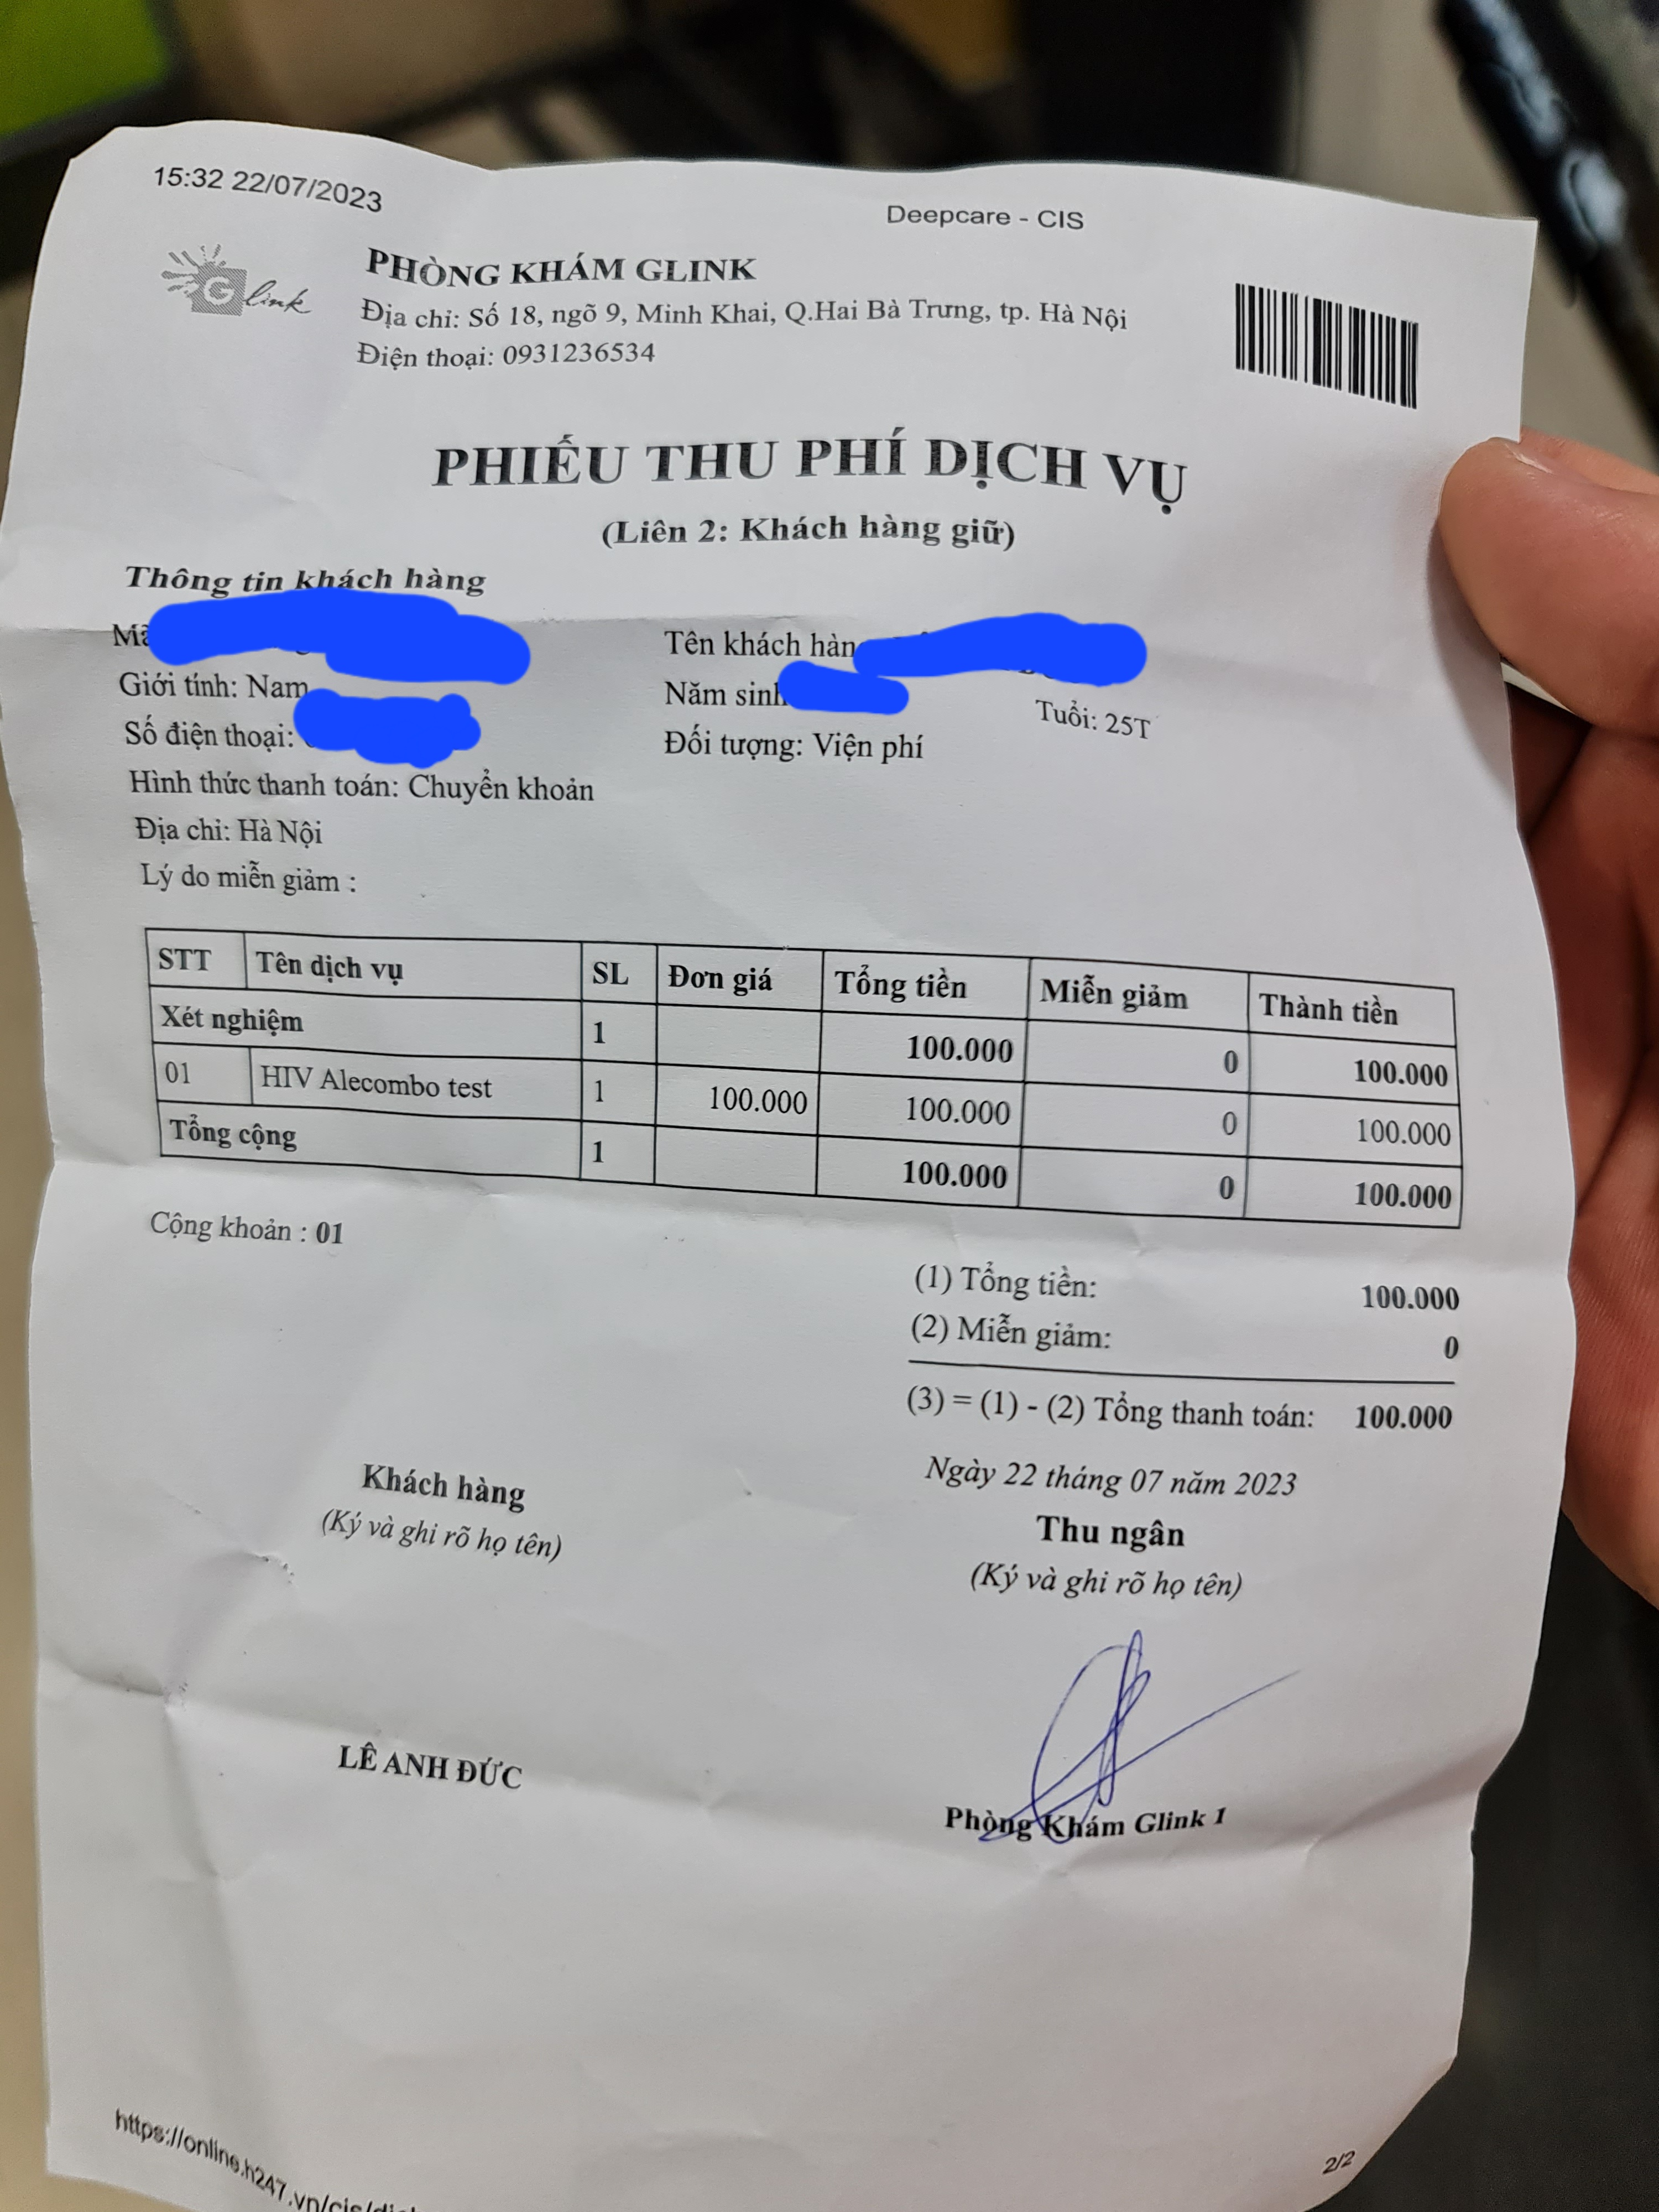 15:32 22/07/2023
Deepcare - CIS
Glink
PHÒNG KHÁM GLINK
Địa chỉ: Số 18, ngõ 9, Minh Khai, Q.Hai Bà Trưng, tp. Hà Nội
Điện thoại: 0931236534
PHIẾU THU PHÍ DỊCH VỤ
(Liên 2: Khách hàng giữ)
Thông tin khách hàng
Tên khách hàn
Giới tính: Nam Năm sinh Tuổi: 25T
Số điện thoại: Đối tượng: Viện phí
Hình thức thanh toán: Chuyển khoản
Địa chỉ: Hà Nội
Lý do miễn giảm :
STT Tên dịch vụ SL Đơn giá Tổng tiền Miễn giảm Thành tiền
Xét nghiệm 1 100.000 0 100.000
01 HIV Alecombo test 1 100.000 100.000 0 100.000
Tổng cộng 1 100.000 0 100.000
Cộng khoản : 01
(1) Tổng tiền: 100.000
(2) Miễn giảm: 0
(3) = (1) - (2) Tổng thanh toán: 100.000
Ngày 22 tháng 07 năm 2023
Khách hàng Thu ngân
(Ký và ghi rõ họ tên) (Ký và ghi rõ họ tên)
LÊ ANH ĐỨC Phòng Khám Glink 1
https://online.h247.vn/cis/
2/2